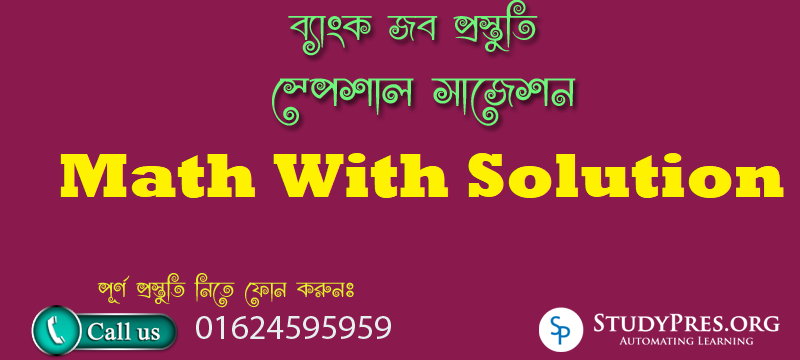 ব্যাংক জব প্রস্তুতি
স্পেশাল সাজেশন
Math With Solution
পূর্ণ প্রস্তুতি নিতে ফোন করুনঃ
Call us 01624595959
SP StudyPres.org
Automating Learning